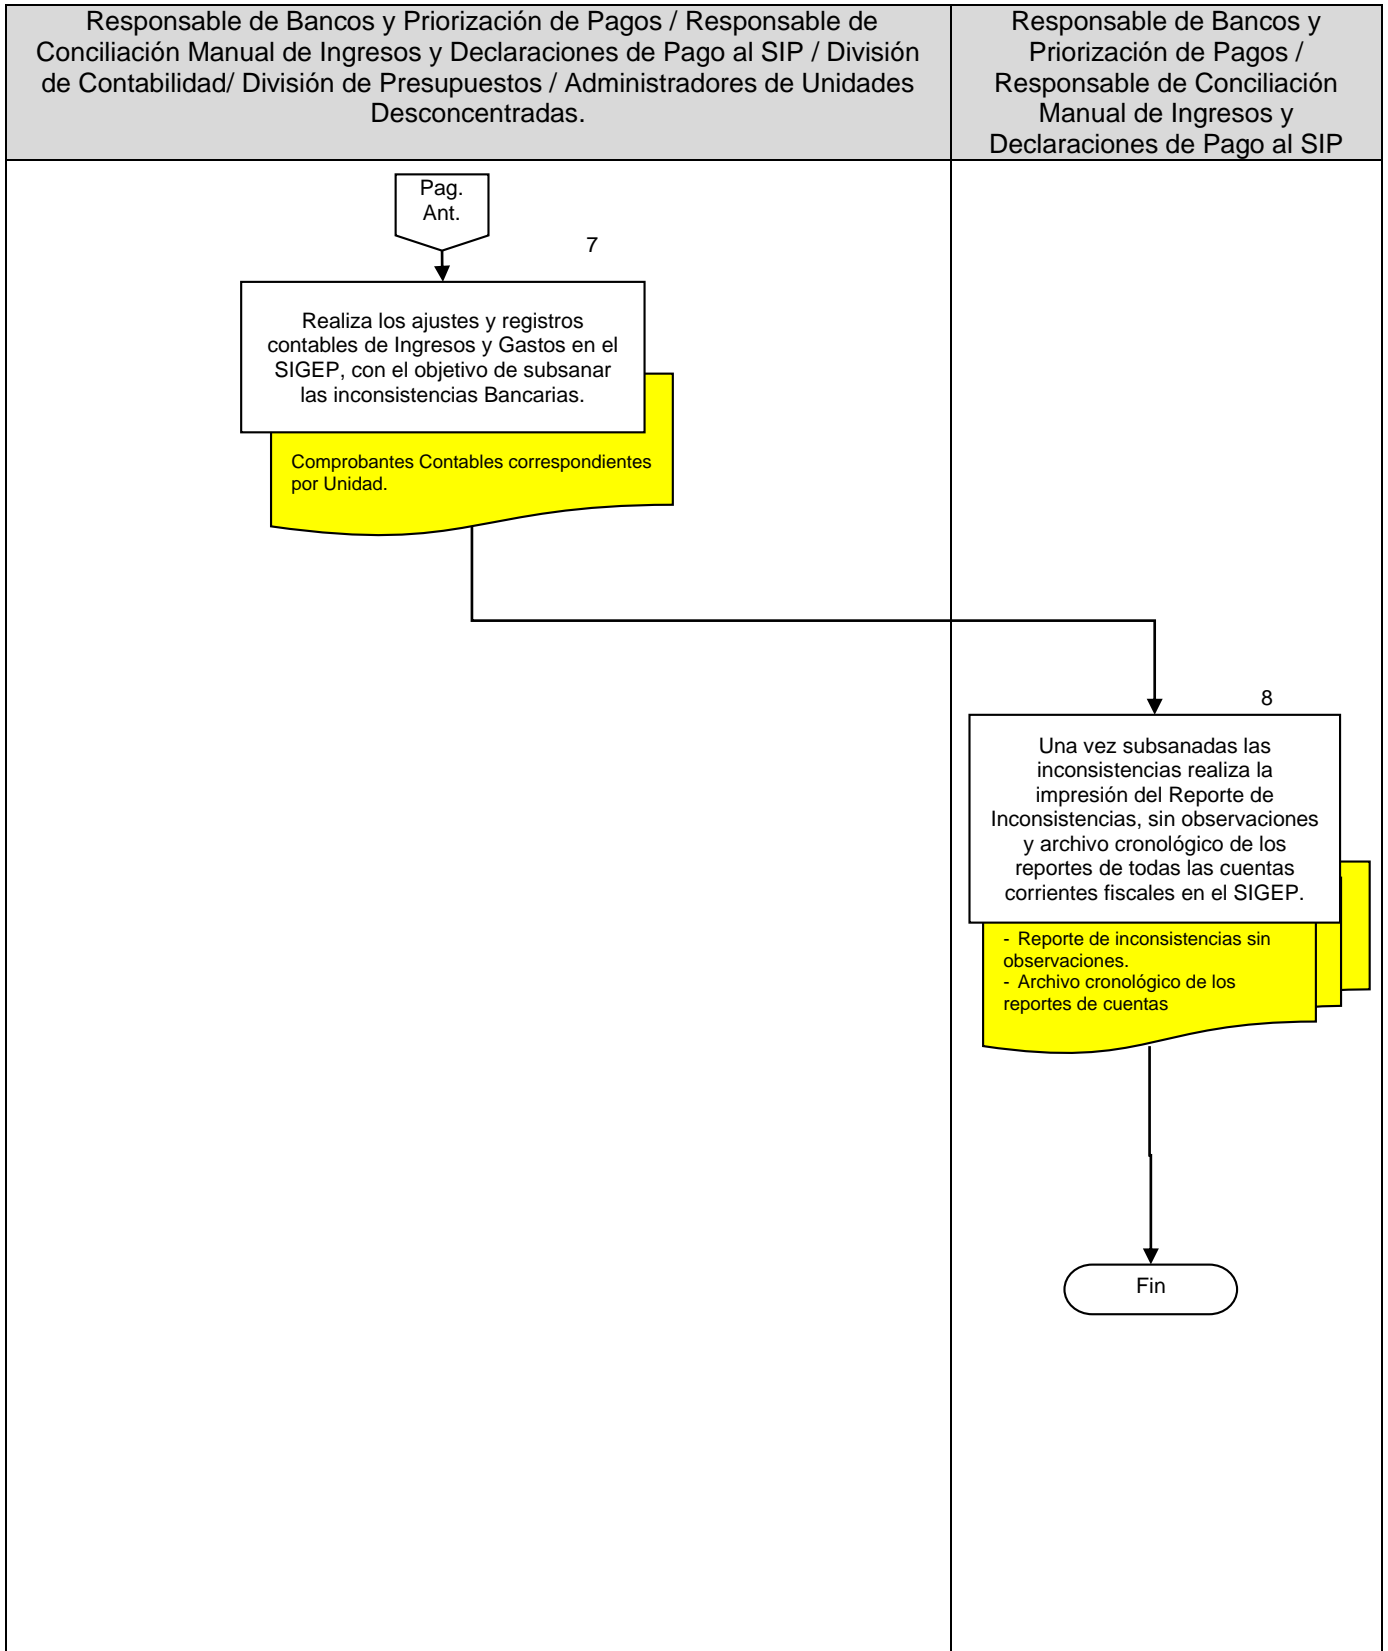 Responsable de Bancos y Priorización de Pagos / Responsable de
Conciliación Manual de Ingresos y Declaraciones de Pago al SIP / División
de Contabilidad/ División de Presupuestos / Administradores de Unidades
Desconcentradas.
Responsable de Bancos y
Priorización de Pagos /
Responsable de Conciliación
Manual de Ingresos y
Declaraciones de Pago al SIP
Pag.
Ant.
7
Realiza los ajustes y registros
contables de Ingresos y Gastos en el
SIGEP, con el objetivo de subsanar
las inconsistencias Bancarias.
Comprobantes Contables correspondientes
por Unidad.
8
Una vez subsanadas las
inconsistencias realiza la
impresión del Reporte de
Inconsistencias, sin observaciones
y archivo cronológico de los
reportes de todas las cuentas
corrientes fiscales en el SIGEP.
- Reporte de inconsistencias sin
observaciones.
- Archivo cronológico de los
reportes de cuentas
Fin